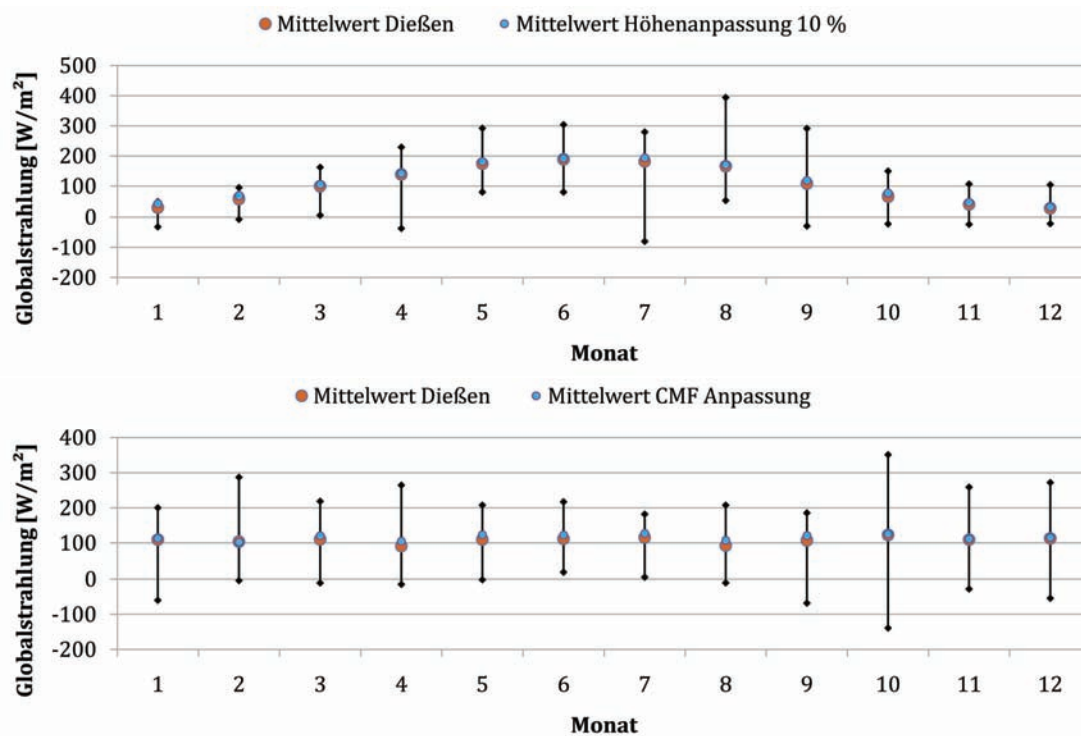 Mittelwert Dießen Mittelwert Höhenanpassung 10 %
Globalstrahlung [W/m²]
500
400
300
200
100
0
-100
-200
1 2 3 4 5 6 7 8 9 10 11 12
Monat
Mittelwert Dießen Mittelwert CMF Anpassung
Globalstrahlung [W/m²]
400
300
200
100
0
-100
-200
1 2 3 4 5 6 7 8 9 10 11 12
Monat